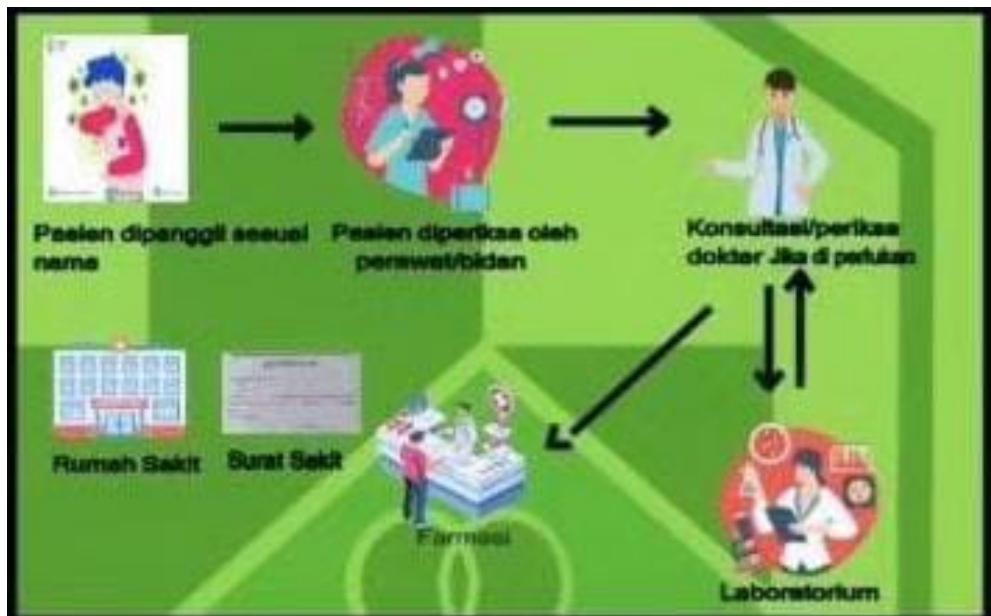 Pasien dipanggil sesuai
nama
Pasien diperiksa oleh
perawat/bidan
Konsultasi/periksa
dokter Jika di perlukan
Rumah Sakit
Surat Sakit
Farmasi
Laboratorium